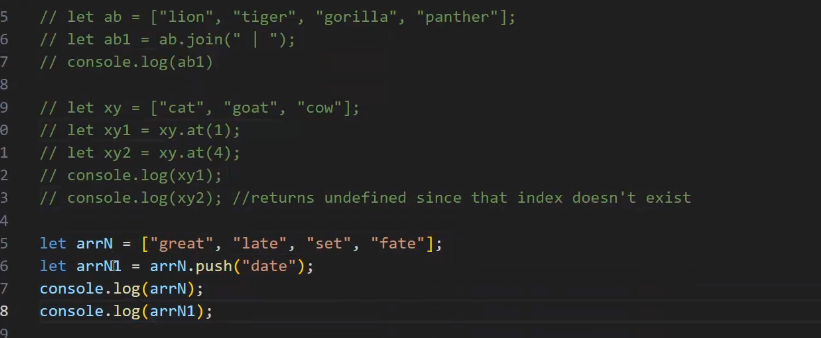 5 // let ab = ["lion", "tiger", "gorilla", "panther"];
6 // let ab1 = ab.join(" | ");
7 // console.log(ab1)
8
9 // let xy = ["cat", "goat", "cow"];
0 // let xy1 = xy.at(1);
1 // let xy2 = xy.at(4);
2 // console.log(xy1);
3 // console.log(xy2); //returns undefined since that index doesn't exist
4
5 let arrN = ["great", "late", "set", "fate"];
6 let arrN1 = arrN.push("date");
7 console.log(arrN);
8 console.log(arrN1);
9